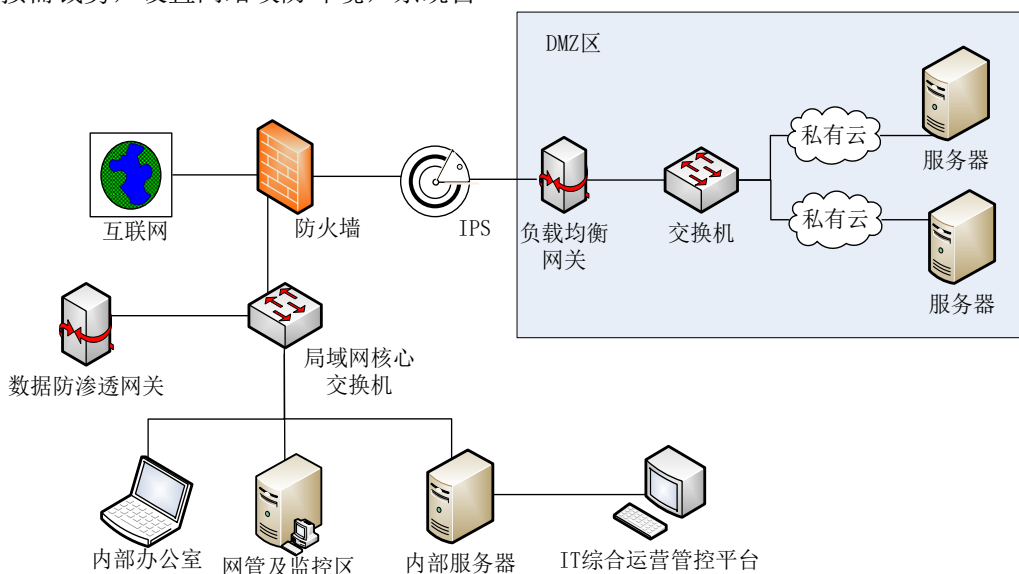 DMZ区
私有云
服务器
互联网
防火墙
IPS
负载均衡
网关
交换机
私有云
服务器
数据防渗透网关
局域网核心
交换机
内部办公室
网管及监控区
内部服务器
IT综合运营管控平台